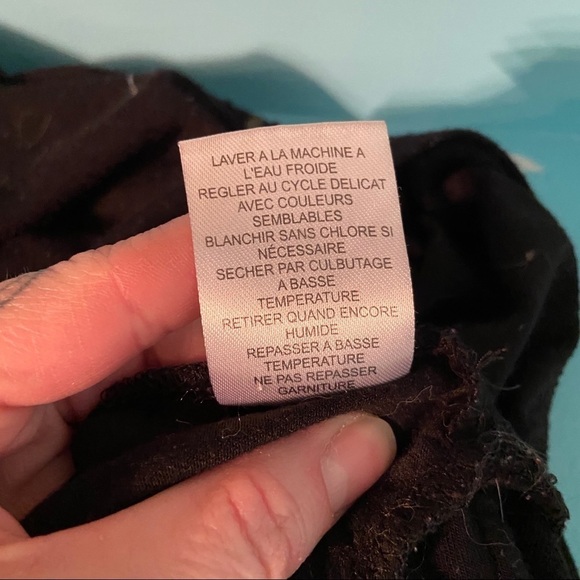 LAVER A LA MACHINE A
L'EAU FROIDE
REGLER AU CYCLE DELICAT
AVEC COULEURS
SEMBLABLES
BLANCHIR SANS CHLORE SI
NÉCESSAIRE
SECHER PAR CULBUTAGE
A BASSE
TEMPERATURE
RETIRER QUAND ENCORE
HUMIDE
REPASSER A BASSE
TEMPERATURE
NE PAS REPASSER
GARNITURE